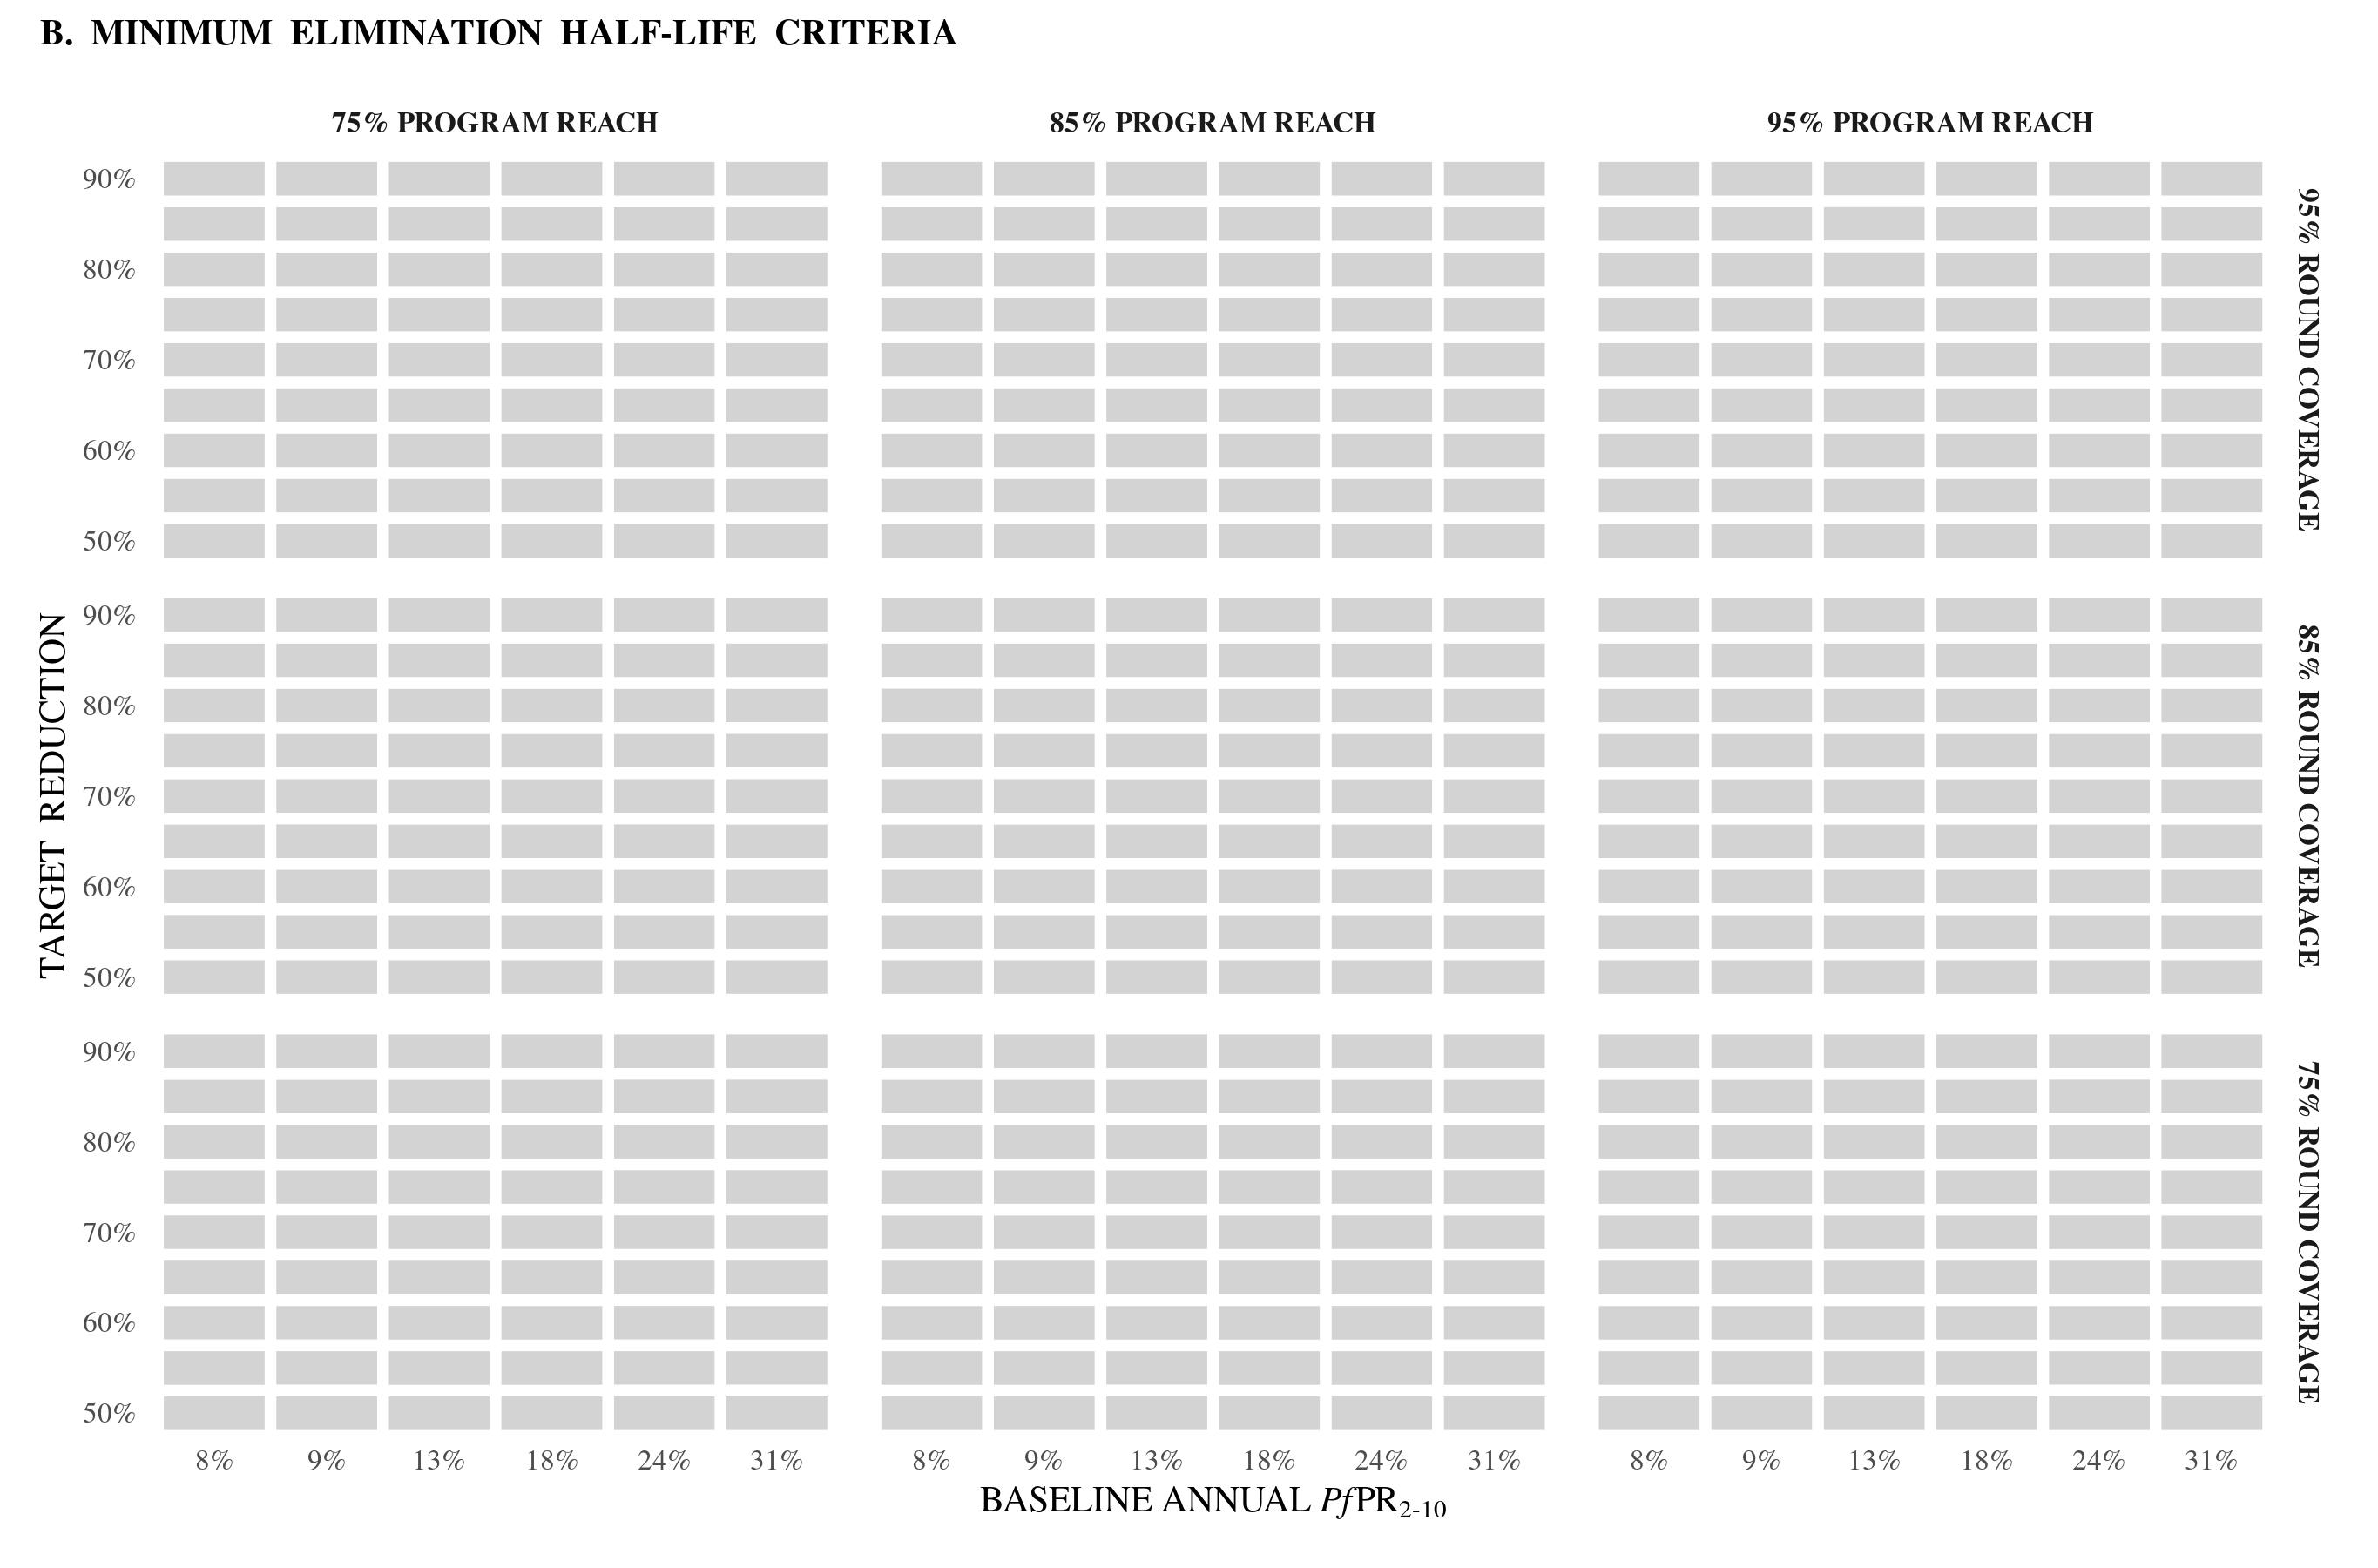 B. MINIMUM ELIMINATION HALF-LIFE CRITERIA
75% PROGRAM REACH
85% PROGRAM REACH
95% PROGRAM REACH
90%
80%
70%
60%
50%
95% ROUND COVERAGE
TARGET REDUCTION
90%
80%
70%
60%
50%
85% ROUND COVERAGE
90%
80%
70%
60%
50%
75% ROUND COVERAGE
8% 9% 13% 18% 24% 31%
8% 9% 13% 18% 24% 31%
8% 9% 13% 18% 24% 31%
BASELINE ANNUAL PfPR2-10